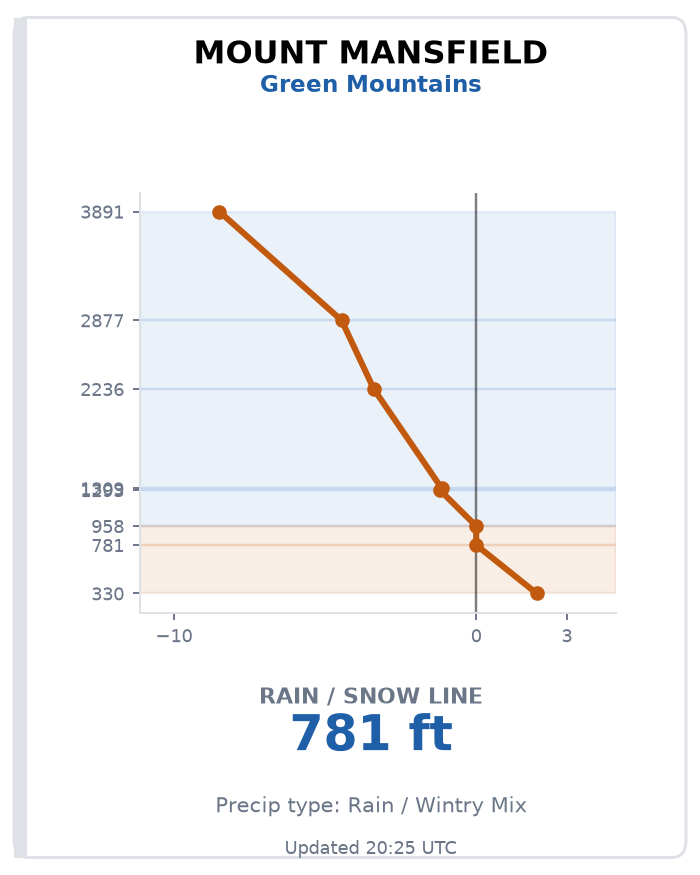 MOUNT MANSFIELD
Green Mountains
3891
2877
2236
958
781
330
−10
0
3
RAIN / SNOW LINE
781 ft
Precip type: Rain / Wintry Mix
Updated 20:25 UTC